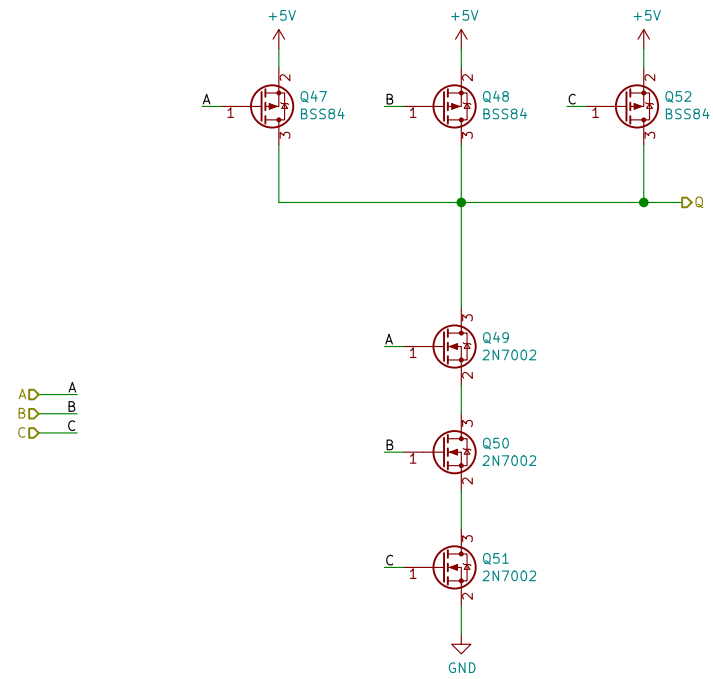 +5V +5V +5V
2 2 2
A Q47 B Q48 C Q52
1 BSS84 1 BSS84 1 BSS84
3 3 3
Q
3
A Q49
1 2N7002
2
A A
B B
C C
3
B Q50
1 2N7002
2
3
C Q51
1 2N7002
2
GND